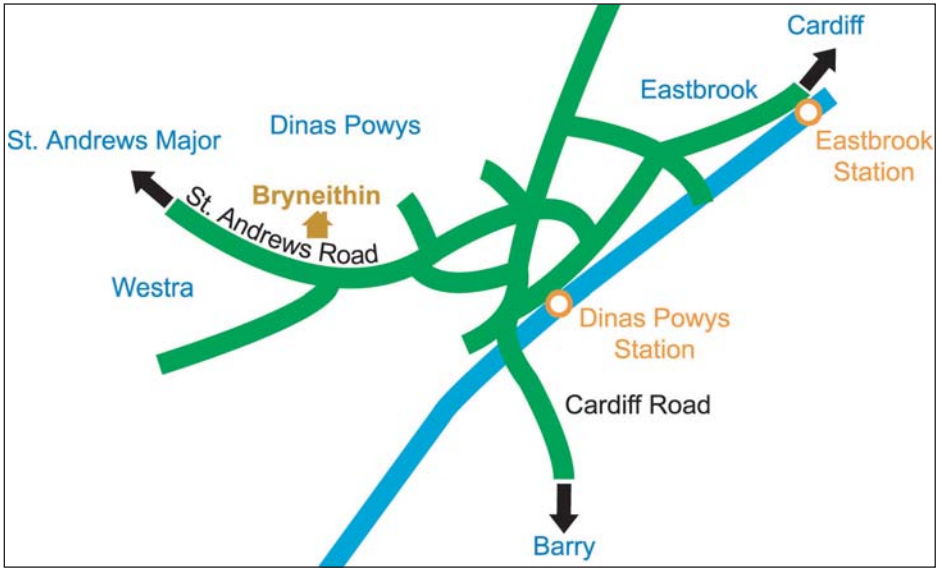 Cardiff
Eastbrook
Dinas Powys
St. Andrews Major
Eastbrook
Station
Bryneithin
St. Andrews Road
Westra
Dinas Powys
Station
Cardiff Road
Barry